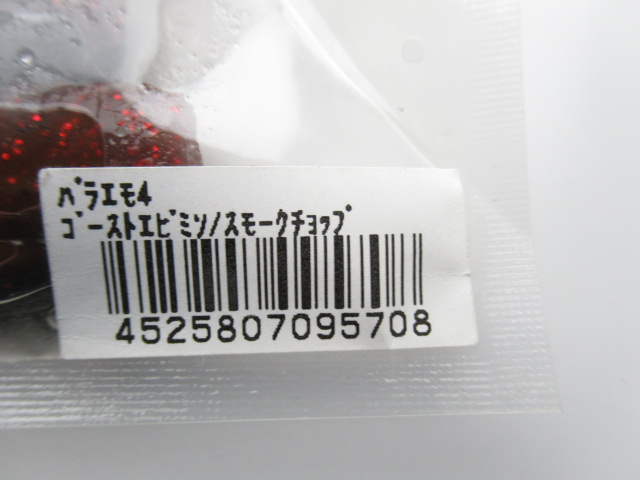 ﾊﾞﾗｴﾓ4
ｺﾞｰｽﾄｴﾋﾞﾐｿ/ｽﾓｰｸﾁｮｯﾌﾟ
4525807095708